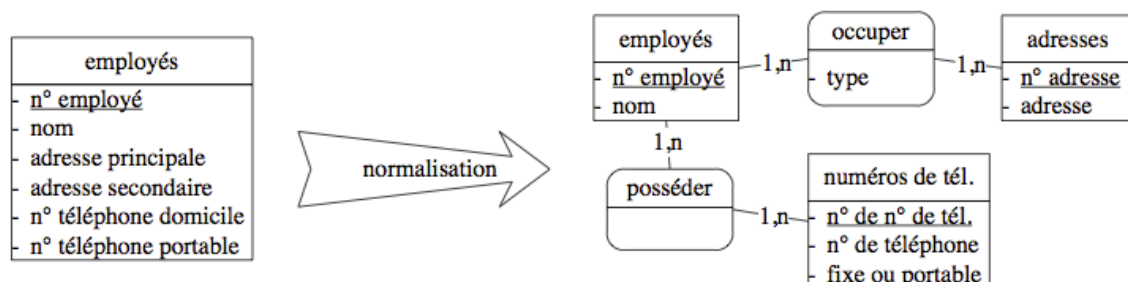 employés
n° employé
nom
adresse principale
adresse secondaire
n° téléphone domicile
n° téléphone portable
normalisation
employés
n° employé
nom
1,n
occuper
type
1,n
adresses
n° adresse
adresse
1,n
posséder
1,n
numéros de tél.
n° de n° de tél.
n° de téléphone
fixe ou portable